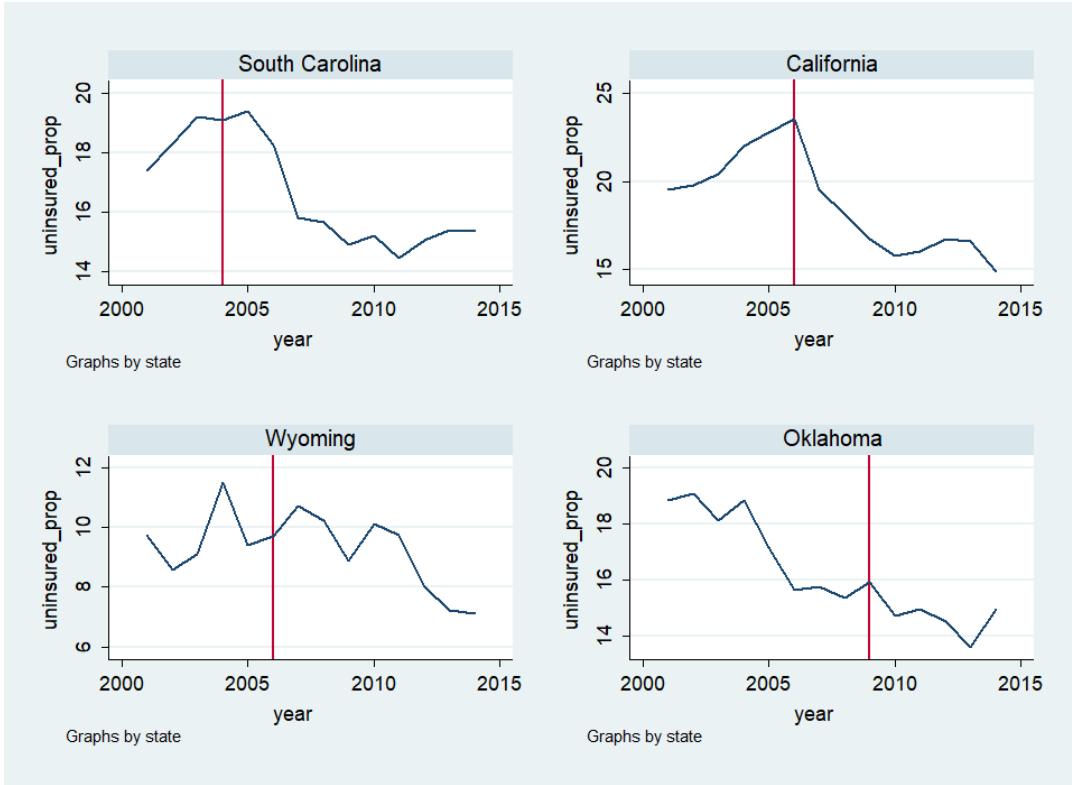 South Carolina
uninsured_prop
20
18
16
14
2000 2005 2010 2015
year
Graphs by state
California
uninsured_prop
25
20
15
2000 2005 2010 2015
year
Graphs by state
Wyoming
uninsured_prop
12
10
8
6
2000 2005 2010 2015
year
Graphs by state
Oklahoma
uninsured_prop
20
18
16
14
2000 2005 2010 2015
year
Graphs by state